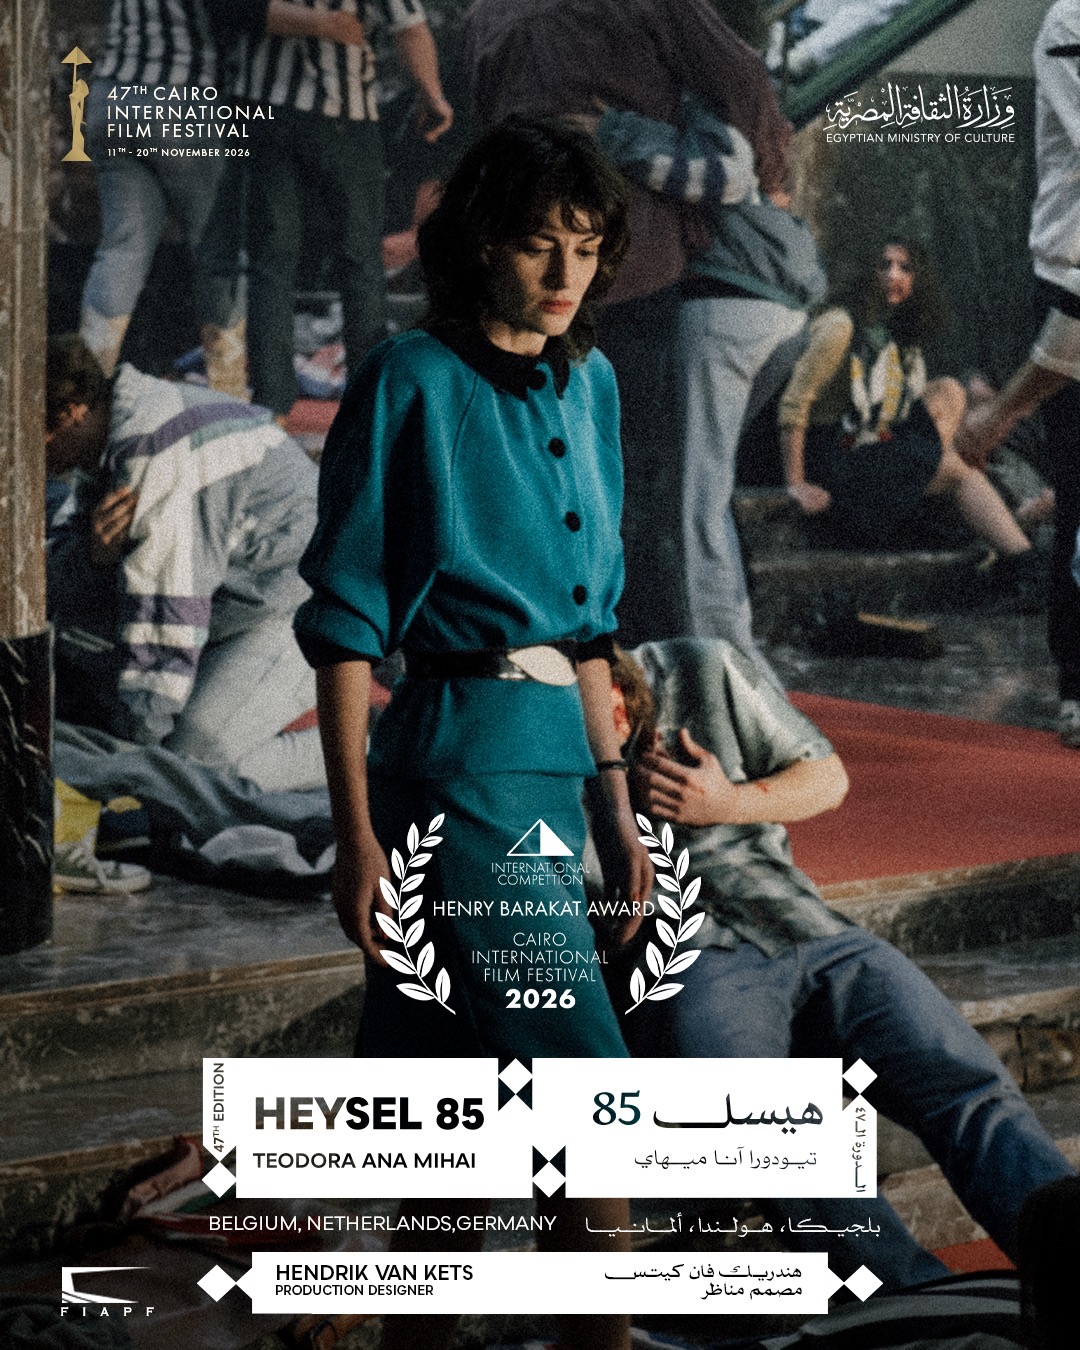 47TH CAIRO
INTERNATIONAL
FILM FESTIVAL
11TH - 20TH NOVEMBER 2026
وزارة الثقافة المصرية
EGYPTIAN MINISTRY OF CULTURE
INTERNATIONAL
COMPETTION
HENRY BARAKAT AWARD
CAIRO
INTERNATIONAL
FILM FESTIVAL
2026
47TH EDITION
HEYSEL 85
TEODORA ANA MIHAI
هيسل 85
تيودورا آنا ميهاي
الدورة الـ٤٧
BELGIUM, NETHERLANDS,GERMANY
بلجيكا، هولندا، ألمانيا
HENDRIK VAN KETS
PRODUCTION DESIGNER
هندريك فان كيتس
مصمم مناظر
FIAPF